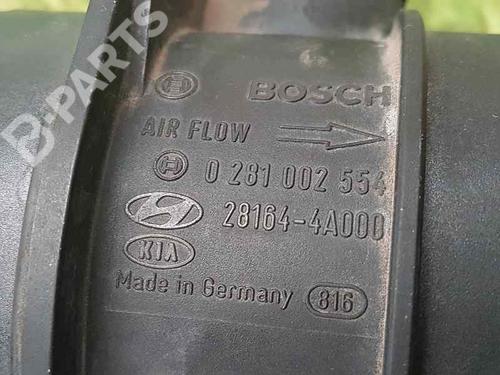 B-PARTS
BOSCH
AIR FLOW
0 281 002 554
28164-4A000
KIA
Made in Germany 816